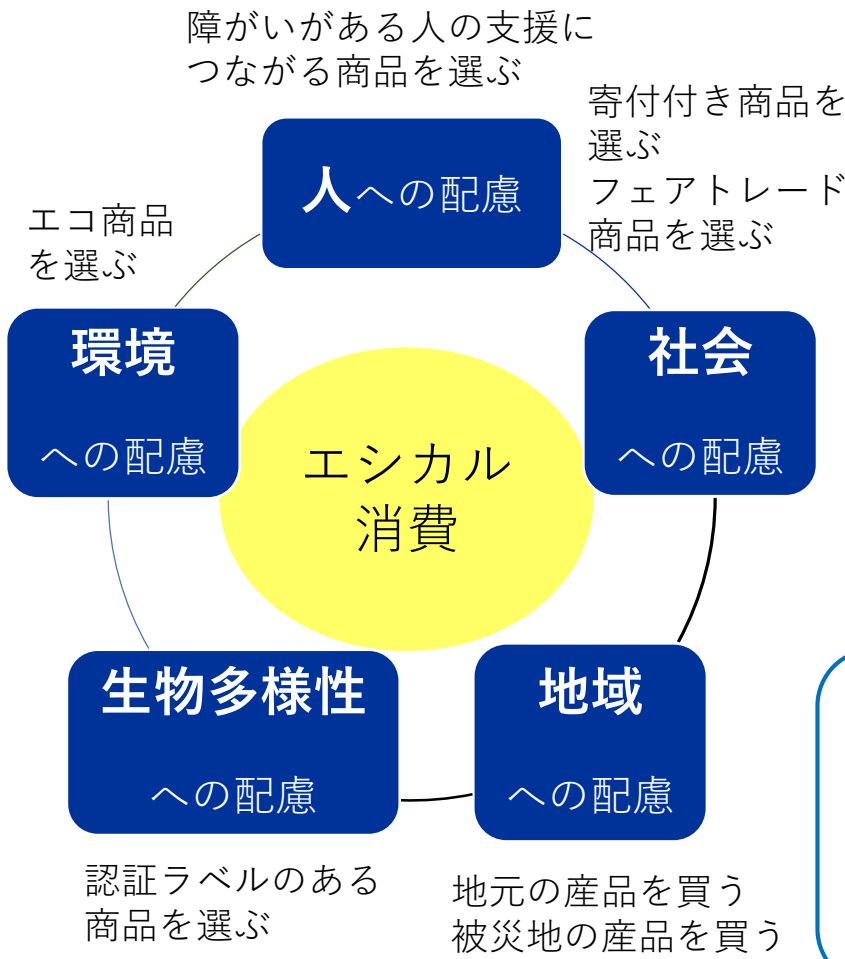 障がいがある人の支援に
つながる商品を選ぶ
人への配慮
寄付付き商品を
選ぶ
フェアトレード
商品を選ぶ
社会
への配慮
地域
への配慮
地元の産品を買う
被災地の産品を買う
生物多様性
への配慮
認証ラベルのある
商品を選ぶ
環境
への配慮
エコ商品
を選ぶ
エシカル
消費